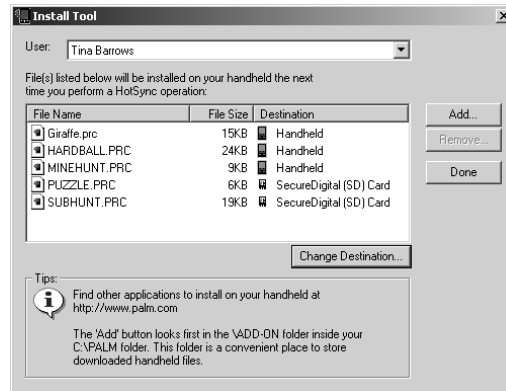 Install Tool
User: Tina Barrows
File(s) listed below will be installed on your handheld the next
time you perform a HotSync operation:
File Name File Size Destination
Giraffe.prc 15KB Handheld
HARDBALL.PRC 24KB Handheld
MINEHUNT.PRC 9KB Handheld
PUZZLE.PRC 6KB SecureDigital (SD) Card
SUBHUNT.PRC 19KB SecureDigital (SD) Card
Add...
Remove...
Done
Change Destination...
Tips:
Find other applications to install on your handheld at
http://www.palm.com
The 'Add' button looks first in the \ADD-ON folder inside your
C:\PALM folder. This folder is a convenient place to store
downloaded handheld files.